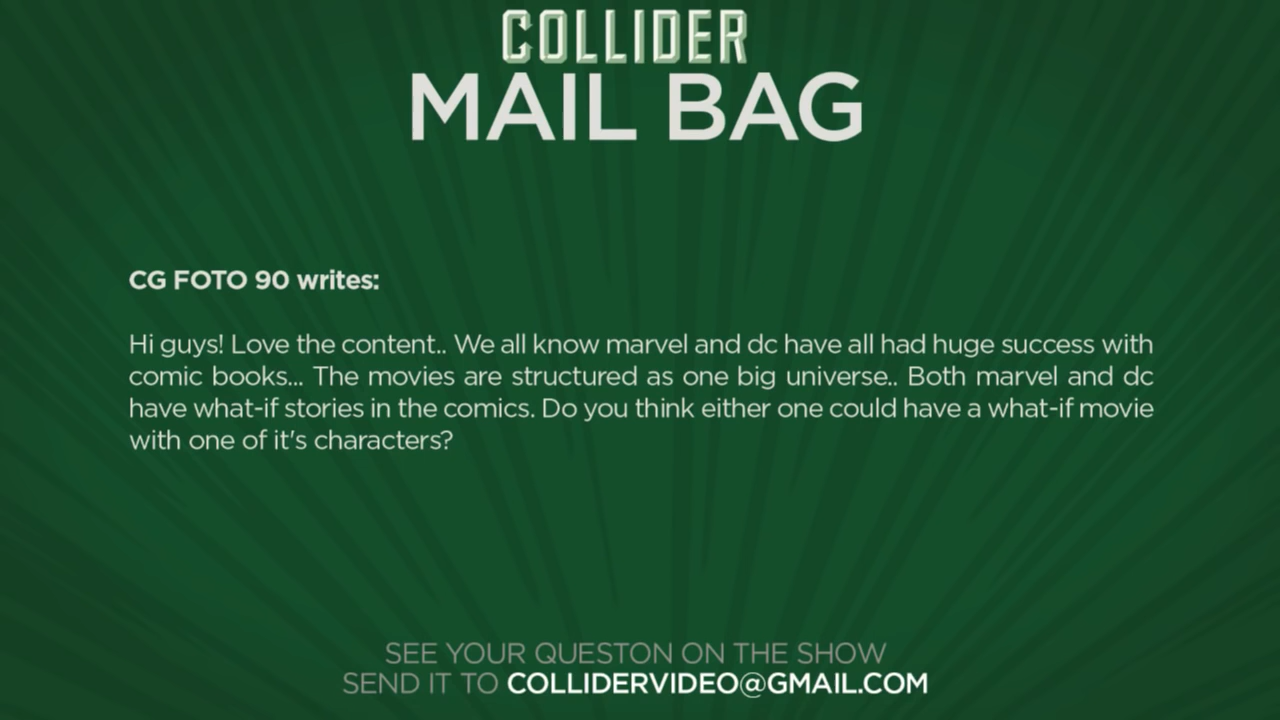 COLLIDER
MAIL BAG
CG FOTO 90 writes:
Hi guys! Love the content.. We all know marvel and dc have all had huge success with
comic books... The movies are structured as one big universe.. Both marvel and dc
have what-if stories in the comics. Do you think either one could have a what-if movie
with one of it's characters?
SEE YOUR QUESTON ON THE SHOW
SEND IT TO COLLIDERVIDEO@GMAIL.COM